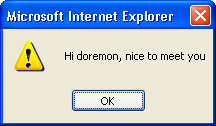 Microsoft Internet Explorer
Hi doremon, nice to meet you
OK